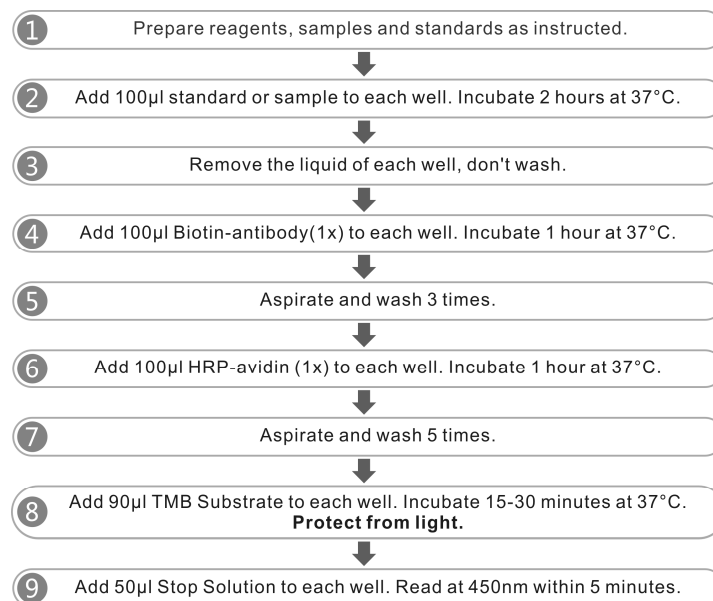 1 Prepare reagents, samples and standards as instructed.
2 Add 100μl standard or sample to each well. Incubate 2 hours at 37°C.
3 Remove the liquid of each well, don't wash.
4 Add 100μl Biotin-antibody(1x) to each well. Incubate 1 hour at 37°C.
5 Aspirate and wash 3 times.
6 Add 100μl HRP-avidin (1x) to each well. Incubate 1 hour at 37°C.
7 Aspirate and wash 5 times.
8 Add 90μl TMB Substrate to each well. Incubate 15-30 minutes at 37°C.
Protect from light.
9 Add 50μl Stop Solution to each well. Read at 450nm within 5 minutes.